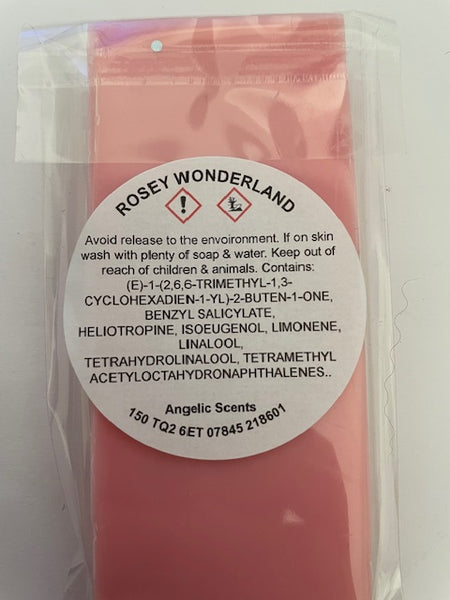 ROSEY WONDERLAND
Avoid release to the envoironment. If on skin
wash with plenty of soap & water. Keep out of
reach of children & animals. Contains:
(E)-1-(2,6,6-TRIMETHYL-1,3-
CYCLOHEXADIEN-1-YL)-2-BUTEN-1-ONE,
BENZYL SALICYLATE,
HELIOTROPINE, ISOEUGENOL, LIMONENE,
LINALOOL,
TETRAHYDROLINALOOL, TETRAMETHYL
ACETYLOCTAHYDRONAPHTHALENES..
Angelic Scents
150 TQ2 6ET 07845 218601